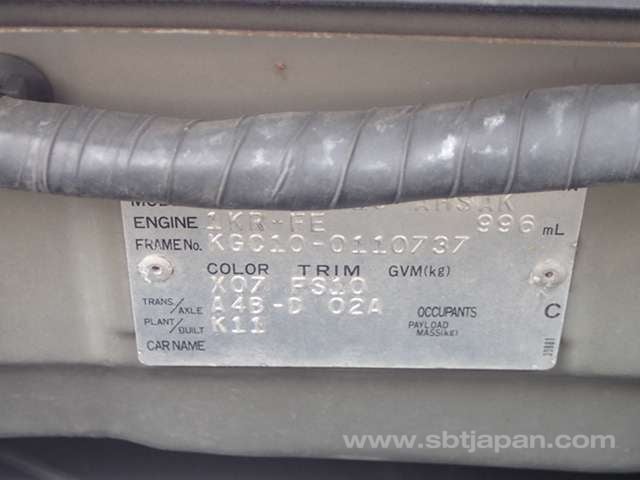 AHSAK
ENGINE 1KR-FE 996 mL
FRAME No. KGC10-0110737
COLOR TRIM GVM(kg)
X07 FS10
TRANS./AXLE A4B-D 02A OCCUPANTS C
PLANT/BUILT K11 PAYLOAD MASS(kg)
CAR NAME
www.sbtjapan.com